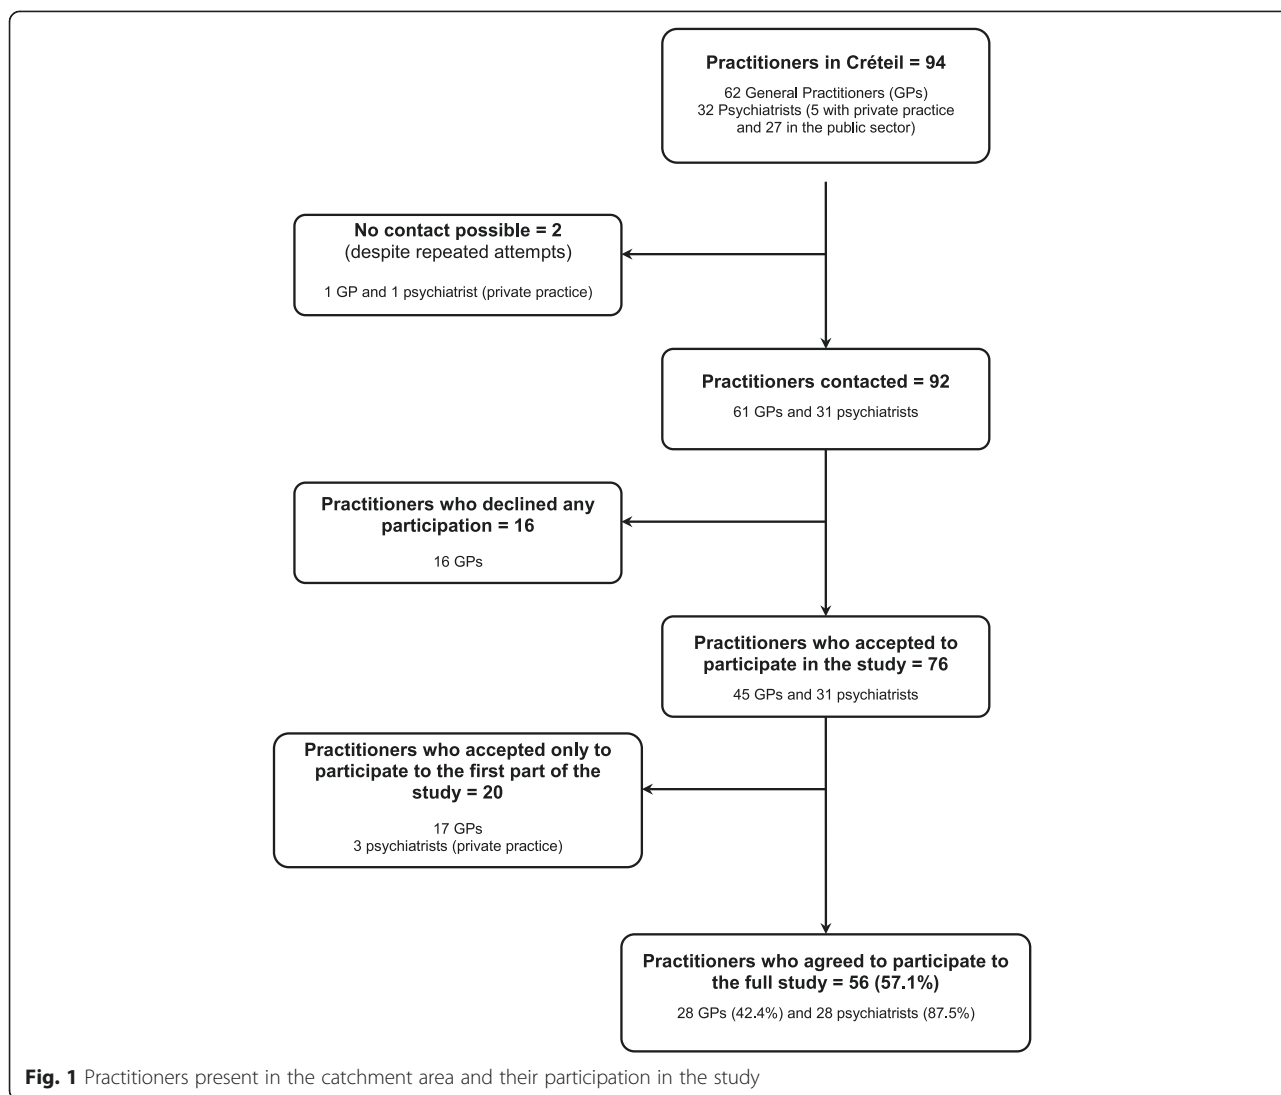 Practitioners in Créteil = 94
62 General Practitioners (GPs)
32 Psychiatrists (5 with private practice
and 27 in the public sector)
No contact possible = 2
(despite repeated attempts)
1 GP and 1 psychiatrist (private practice)
Practitioners contacted = 92
61 GPs and 31 psychiatrists
Practitioners who declined any
participation = 16
16 GPs
Practitioners who accepted to
participate in the study = 76
45 GPs and 31 psychiatrists
Practitioners who accepted only to
participate to the first part of the
study = 20
17 GPs
3 psychiatrists (private practice)
Practitioners who agreed to participate to
the full study = 56 (57.1%)
28 GPs (42.4%) and 28 psychiatrists (87.5%)
Fig. 1 Practitioners present in the catchment area and their participation in the study